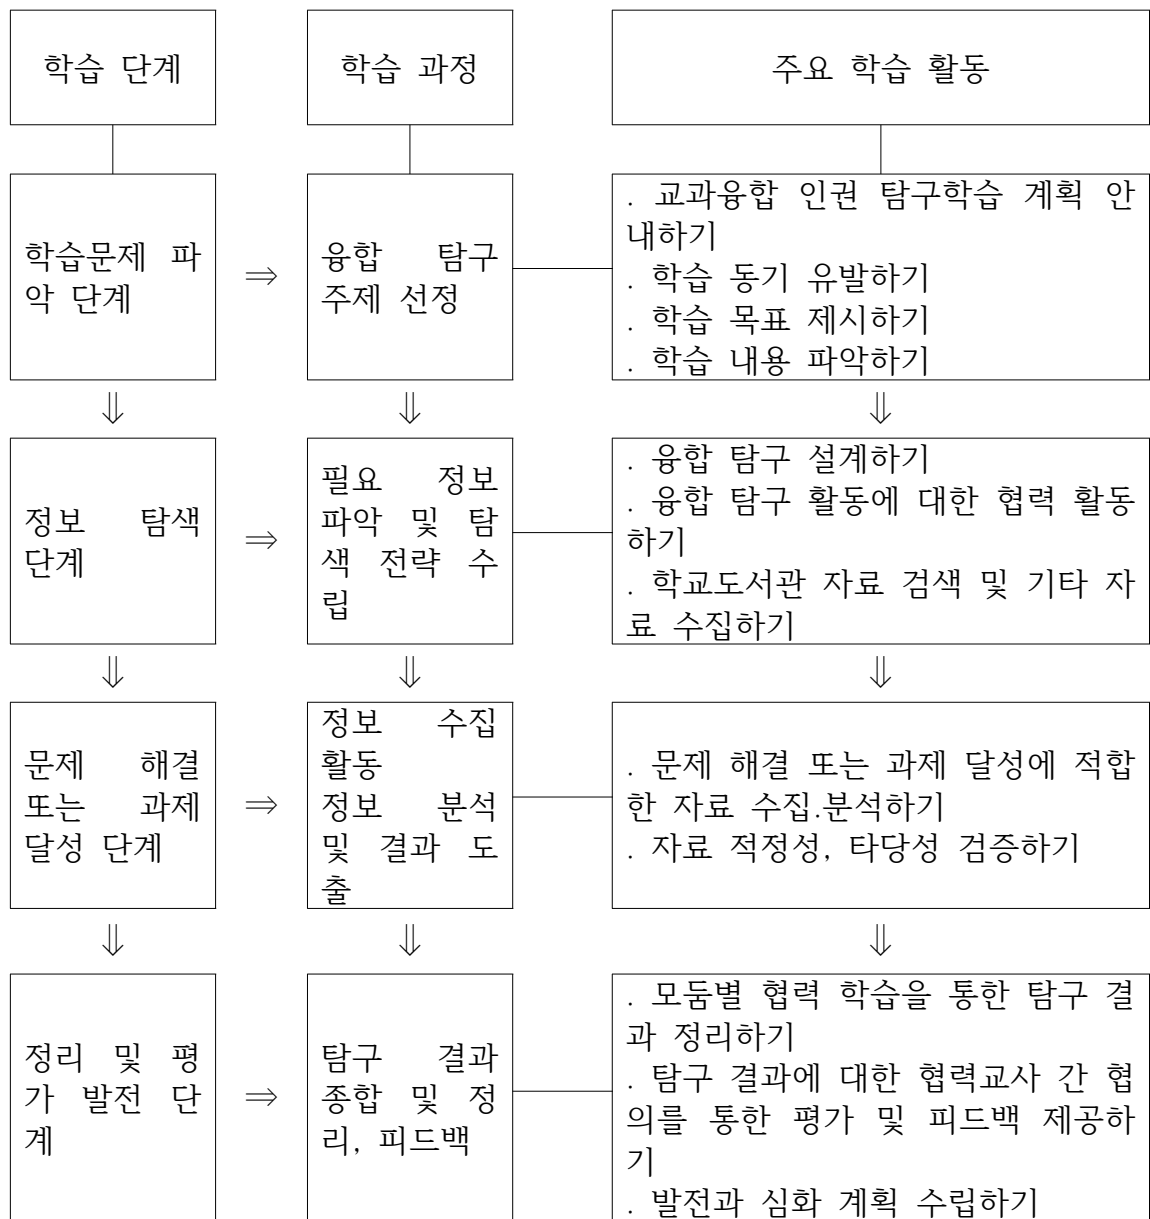 학습 단계
학습 과정
주요 학습 활동
학습문제 파
악 단계
⇒
융합 탐구
주제 선정
. 교과융합 인권 탐구학습 계획 안
내하기
. 학습 동기 유발하기
. 학습 목표 제시하기
. 학습 내용 파악하기
⇓
⇓
⇓
정보 탐색
단계
⇒
필요 정보
파악 및 탐
색 전략 수
립
. 융합 탐구 설계하기
. 융합 탐구 활동에 대한 협력 활동
하기
. 학교도서관 자료 검색 및 기타 자
료 수집하기
⇓
⇓
⇓
문제 해결
또는 과제
달성 단계
⇒
정보 수집
활동
정보 분석
및 결과 도
출
. 문제 해결 또는 과제 달성에 적합
한 자료 수집.분석하기
. 자료 적정성, 타당성 검증하기
⇓
⇓
⇓
정리 및 평
가 발전 단
계
⇒
탐구 결과
종합 및 정
리, 피드백
. 모둠별 협력 학습을 통한 탐구 결
과 정리하기
. 탐구 결과에 대한 협력교사 간 협
의를 통한 평가 및 피드백 제공하
기
. 발전과 심화 계획 수립하기